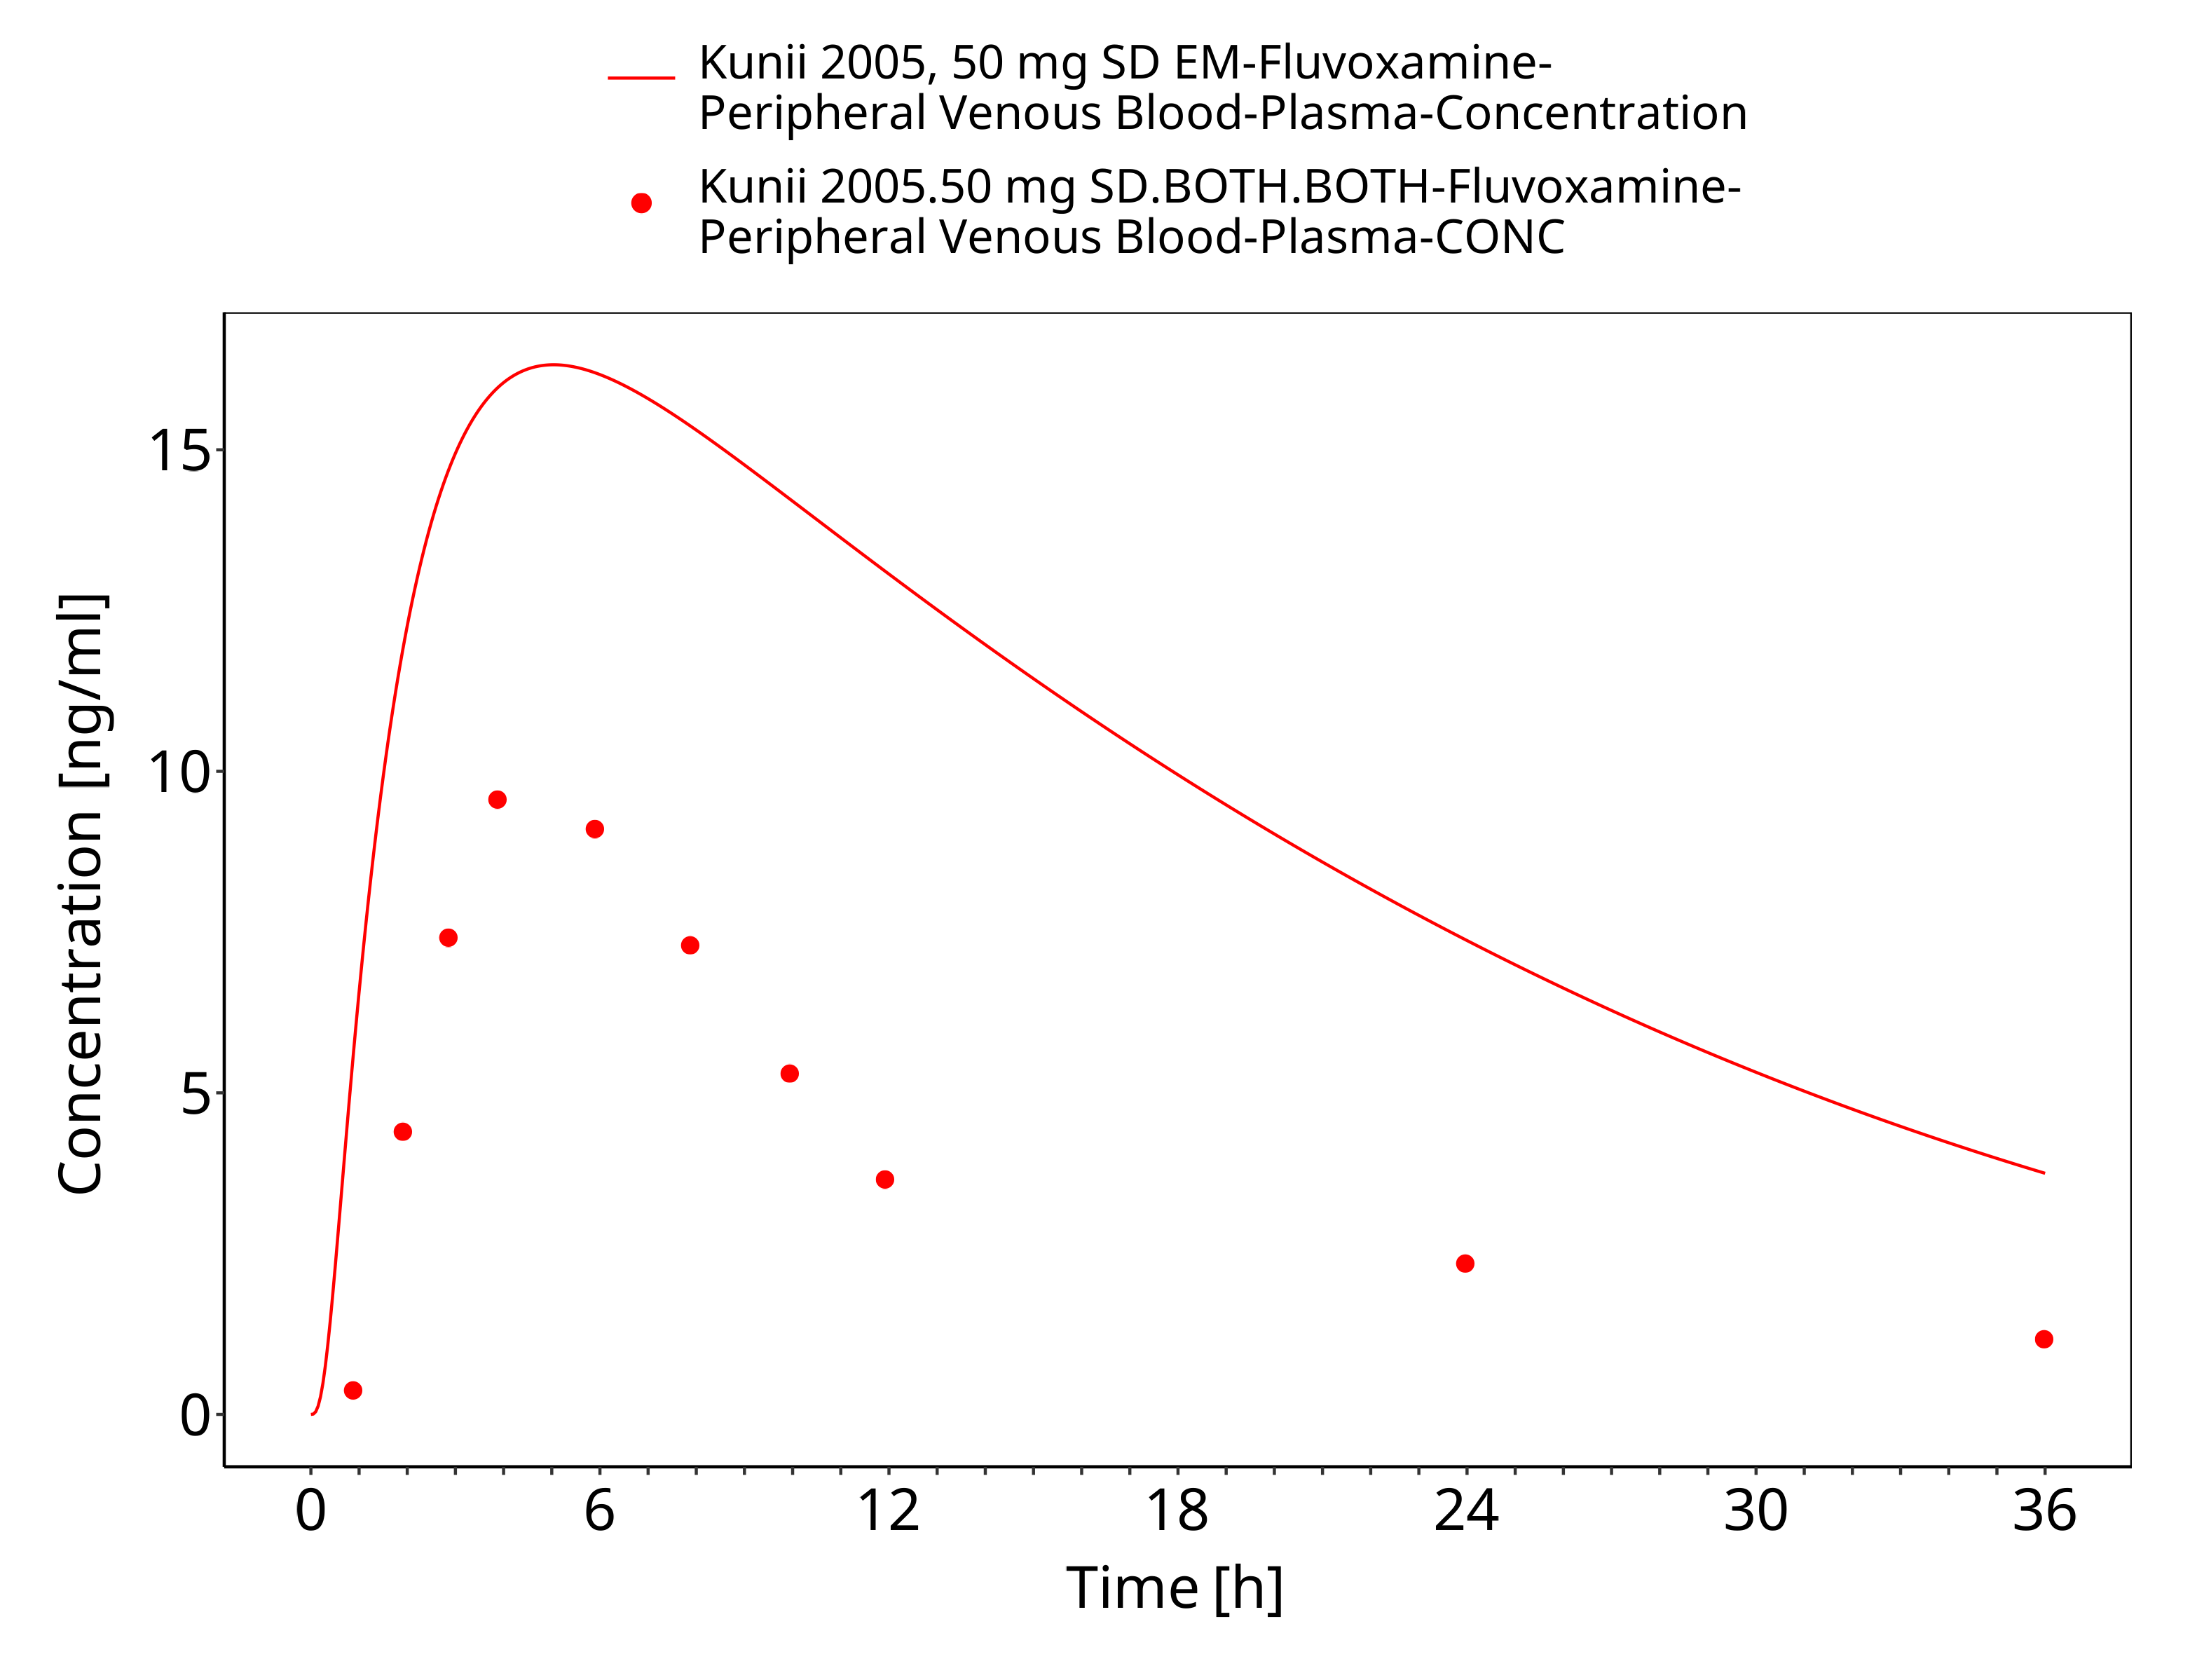 Kunii 2005, 50 mg SD EM-Fluvoxamine-
Peripheral Venous Blood-Plasma-Concentration
Kunii 2005.50 mg SD.BOTH.BOTH-Fluvoxamine-
Peripheral Venous Blood-Plasma-CONC
Concentration [ng/ml]
15
10
5
0
0 6 12 18 24 30 36
Time [h]